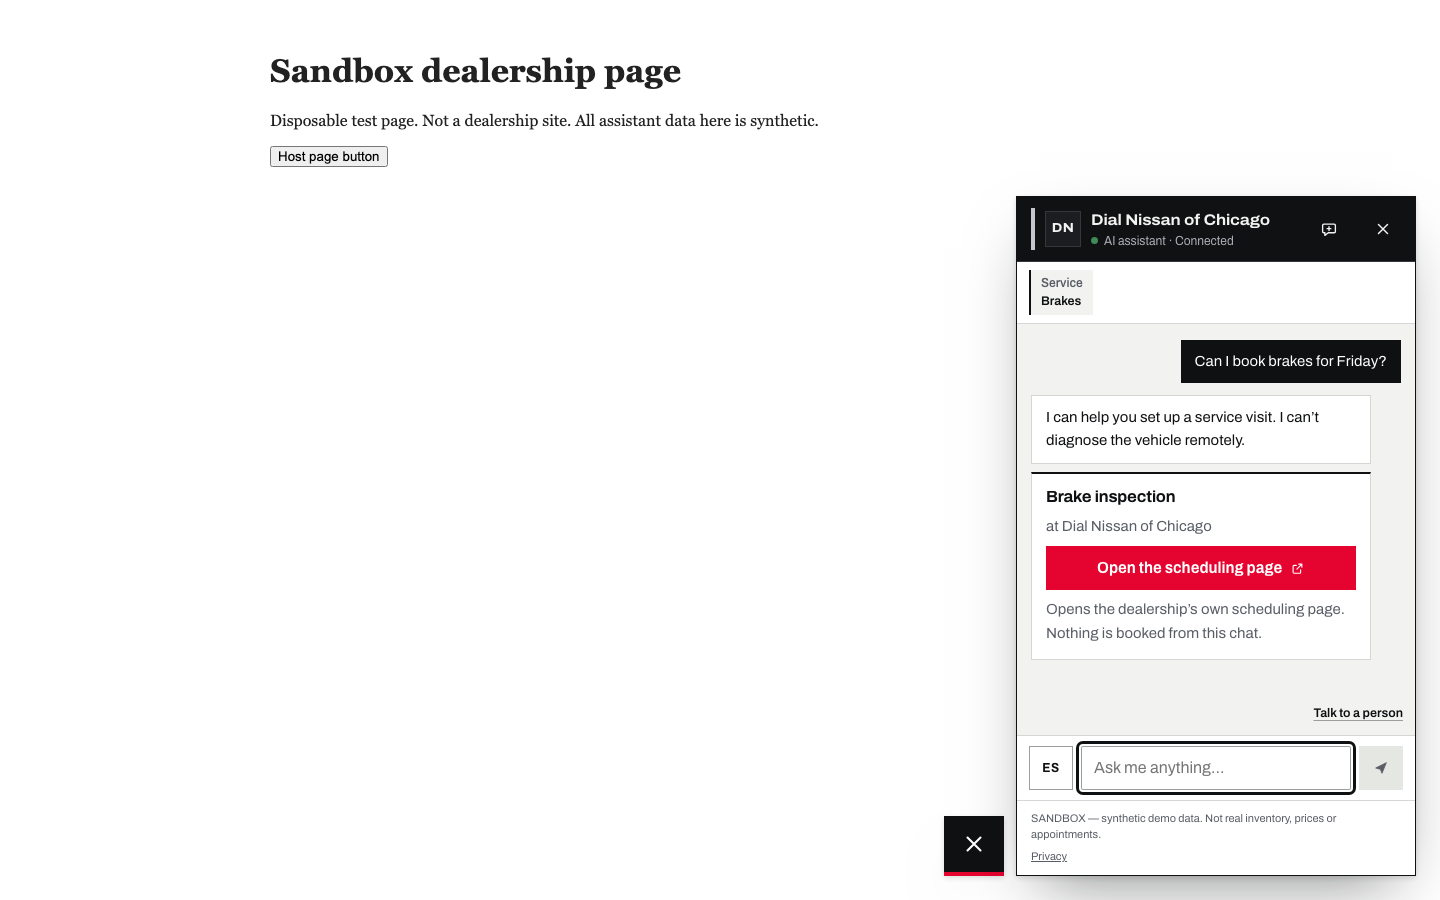 Sandbox dealership page
Disposable test page. Not a dealership site. All assistant data here is synthetic.
Host page button
DN
Dial Nissan of Chicago
AI assistant · Connected
Service
Brakes
Can I book brakes for Friday?
I can help you set up a service visit. I can’t
diagnose the vehicle remotely.
Brake inspection
at Dial Nissan of Chicago
Open the scheduling page
Opens the dealership’s own scheduling page.
Nothing is booked from this chat.
Talk to a person
ES
Ask me anything...
SANDBOX — synthetic demo data. Not real inventory, prices or
appointments.
Privacy